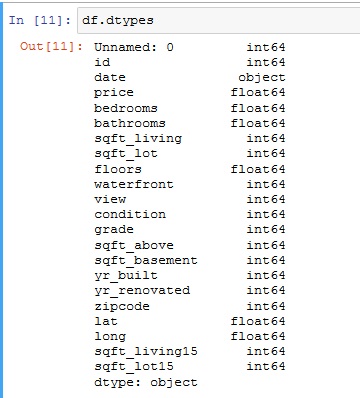 In [11]: df.dtypes
Out[11]: Unnamed: 0 int64
id int64
date object
price float64
bedrooms float64
bathrooms float64
sqft_living int64
sqft_lot int64
floors float64
waterfront int64
view int64
condition int64
grade int64
sqft_above int64
sqft_basement int64
yr_built int64
yr_renovated int64
zipcode int64
lat float64
long float64
sqft_living15 int64
sqft_lot15 int64
dtype: object